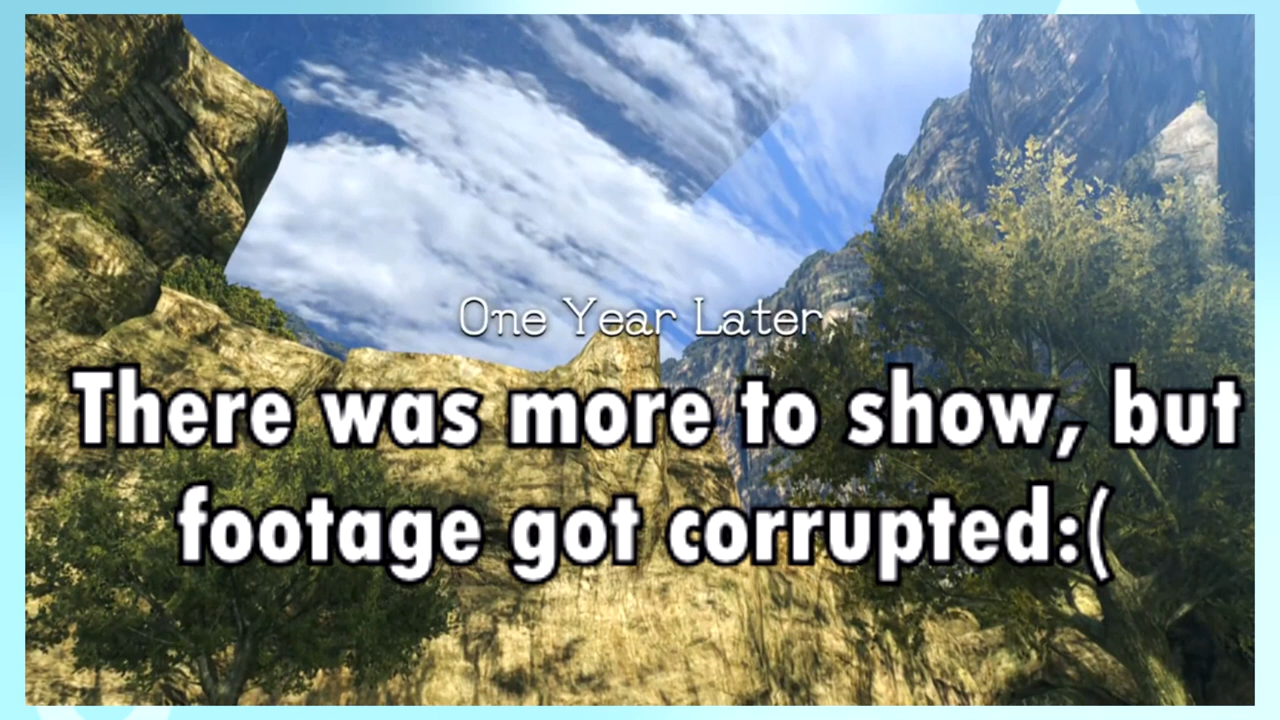 One Year Later
There was more to show, but
footage got corrupted:(